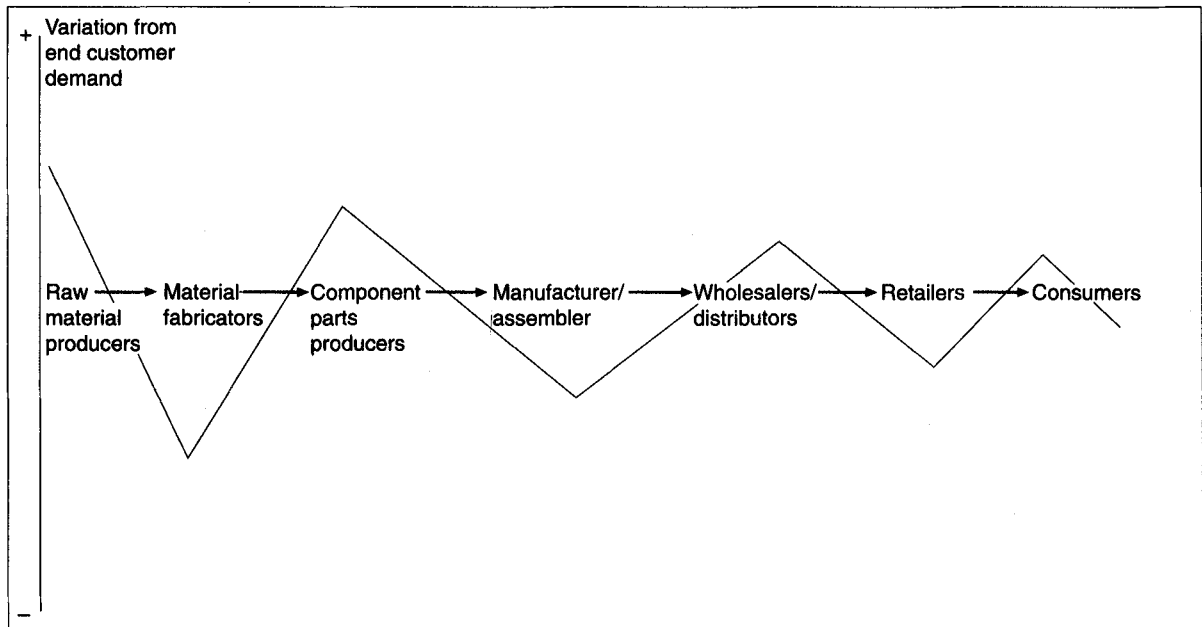 +
Variation from
end customer
demand
Raw
material
producers
Material
fabricators
Component
parts
producers
Manufacturer/
assembler
Wholesalers/
distributors
Retailers
Consumers
−